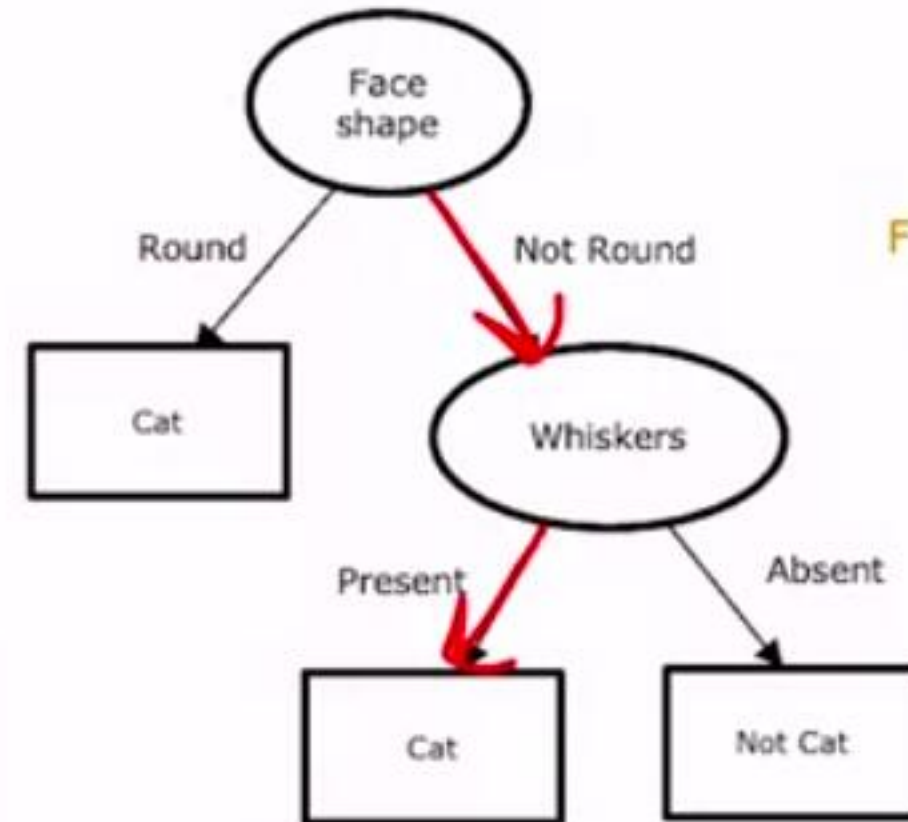 Face
shape
Round
Not Round
F
Cat
Whiskers
Present
Absent
Cat
Not Cat